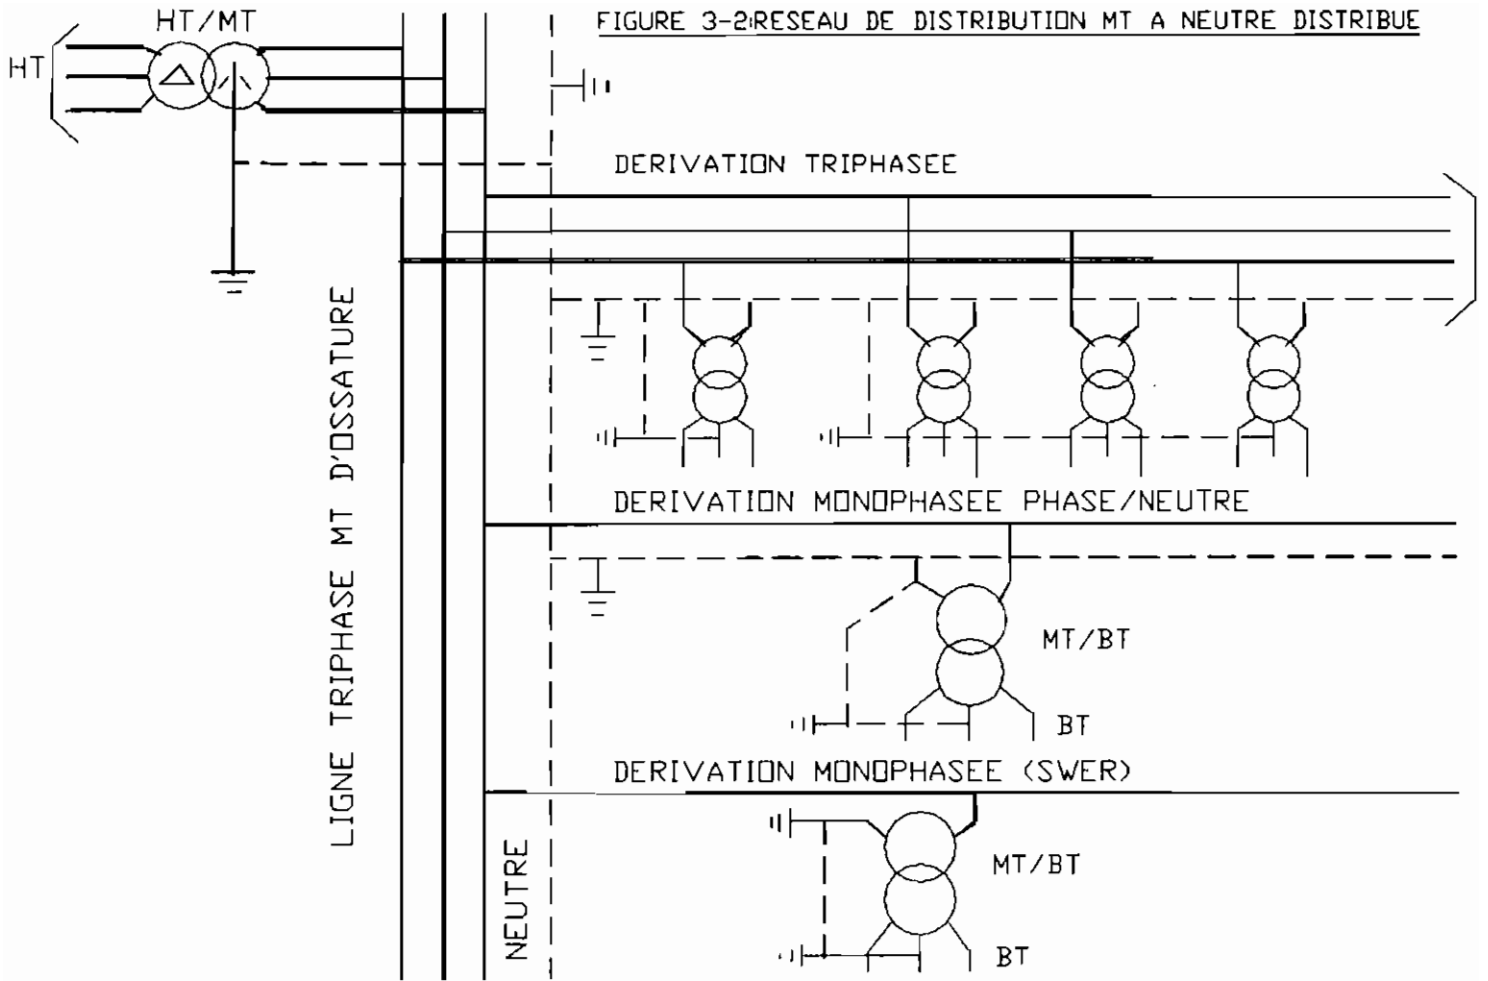 HT/MT
FIGURE 3-2:RESEAU DE DISTRIBUTION MT A NEUTRE DISTRIBUE
HT
DERIVATION TRIPHASEE
LIGNE TRIPHASE MT D'OSSATURE
DERIVATION MONOPHASEE PHASE/NEUTRE
MT/BT
BT
DERIVATION MONOPHASEE (SWER)
NEUTRE
MT/BT
BT